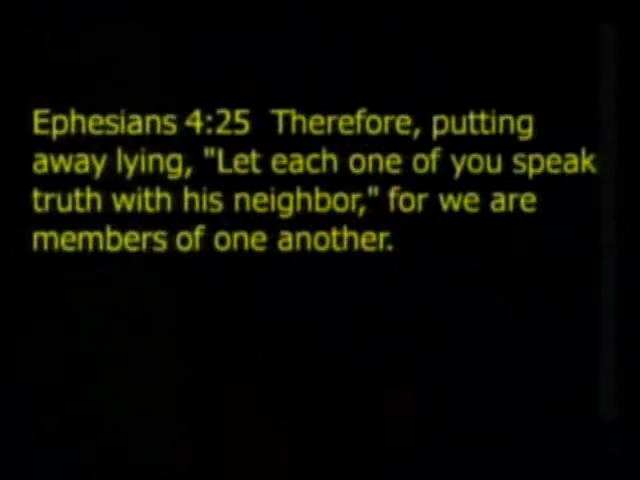 Ephesians 4:25  Therefore, putting
away lying, "Let each one of you speak
truth with his neighbor," for we are
members of one another.